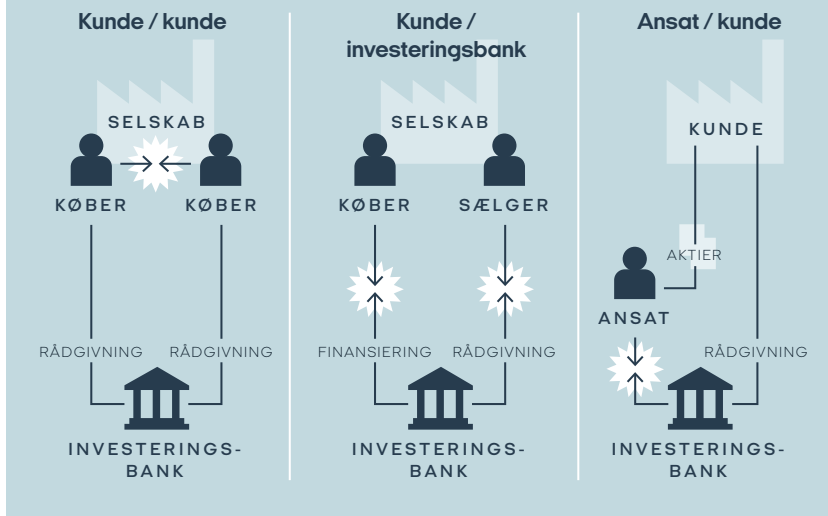 Kunde / kunde
SELSKAB
KØBER KØBER
RÅDGIVNING RÅDGIVNING
INVESTERINGS-
BANK
Kunde /
investeringsbank
SELSKAB
KØBER SÆLGER
FINANSIERING RÅDGIVNING
INVESTERINGS-
BANK
Ansat / kunde
KUNDE
AKTIER
ANSAT
RÅDGIVNING
INVESTERINGS-
BANK